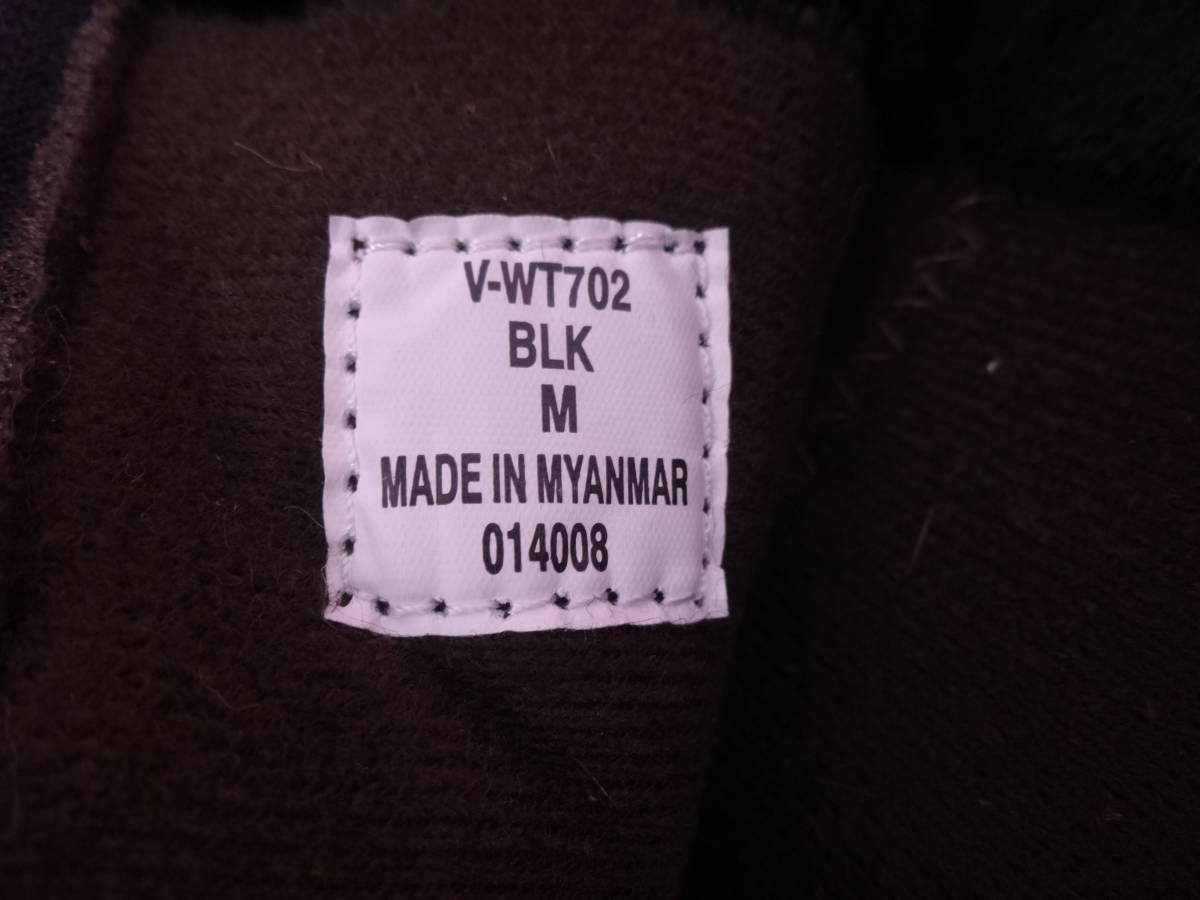 V-WT702
BLK
M
MADE IN MYANMAR
014008